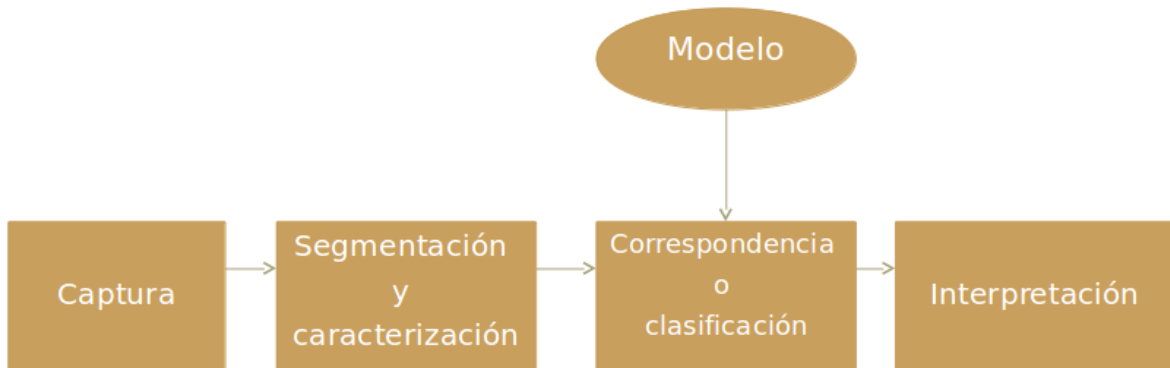 Modelo
Captura
Segmentación
y
caracterización
Correspondencia
o
clasificación
Interpretación